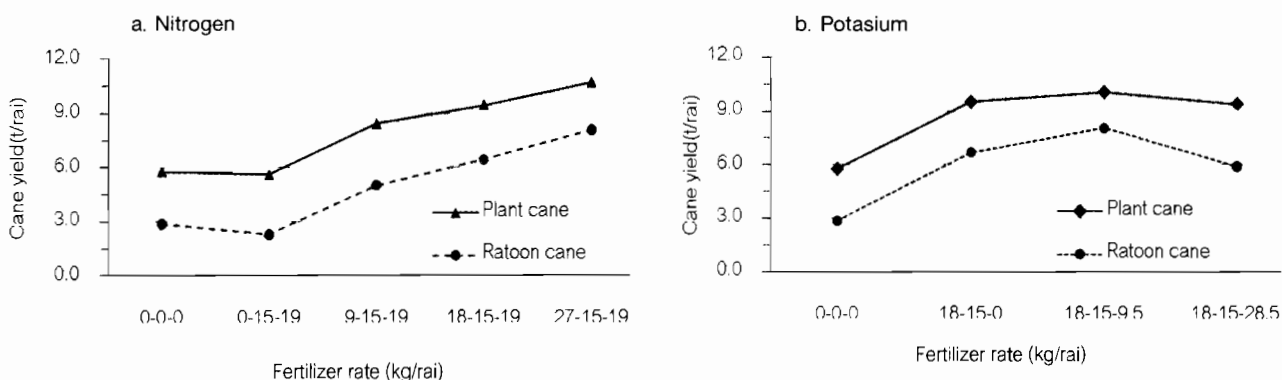 a. Nitrogen
12.0
9.0
6.0
3.0
0.0
Cane yield(t/rai)
Plant cane
Ratoon cane
0-0-0 0-15-19 9-15-19 18-15-19 27-15-19
Fertilizer rate (kg/rai)
b. Potasium
12.0
9.0
6.0
3.0
0.0
Cane yield(t/rai)
Plant cane
Ratoon cane
0-0-0 18-15-0 18-15-9.5 18-15-28.5
Fertilizer rate (kg/rai)